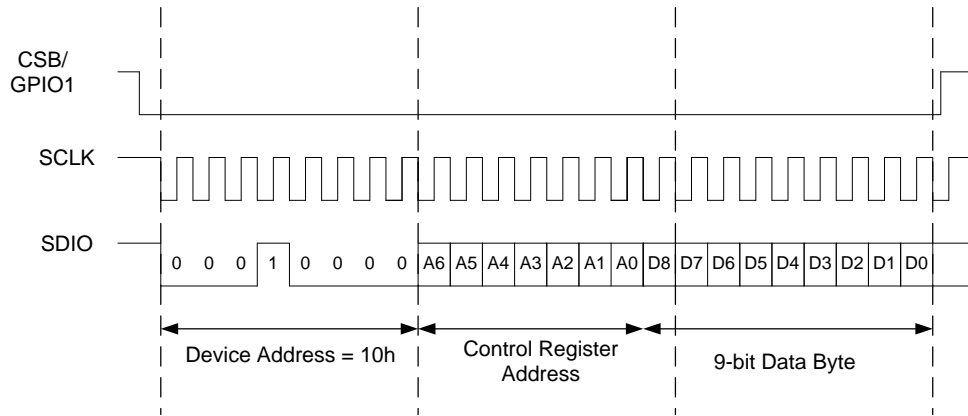 CSB/
GPIO1
SCLK
SDIO
0 0 0 1 0 0 0 0 A6 A5 A4 A3 A2 A1 A0 D8 D7 D6 D5 D4 D3 D2 D1 D0
Device Address = 10h
Control Register
Address
9-bit Data Byte